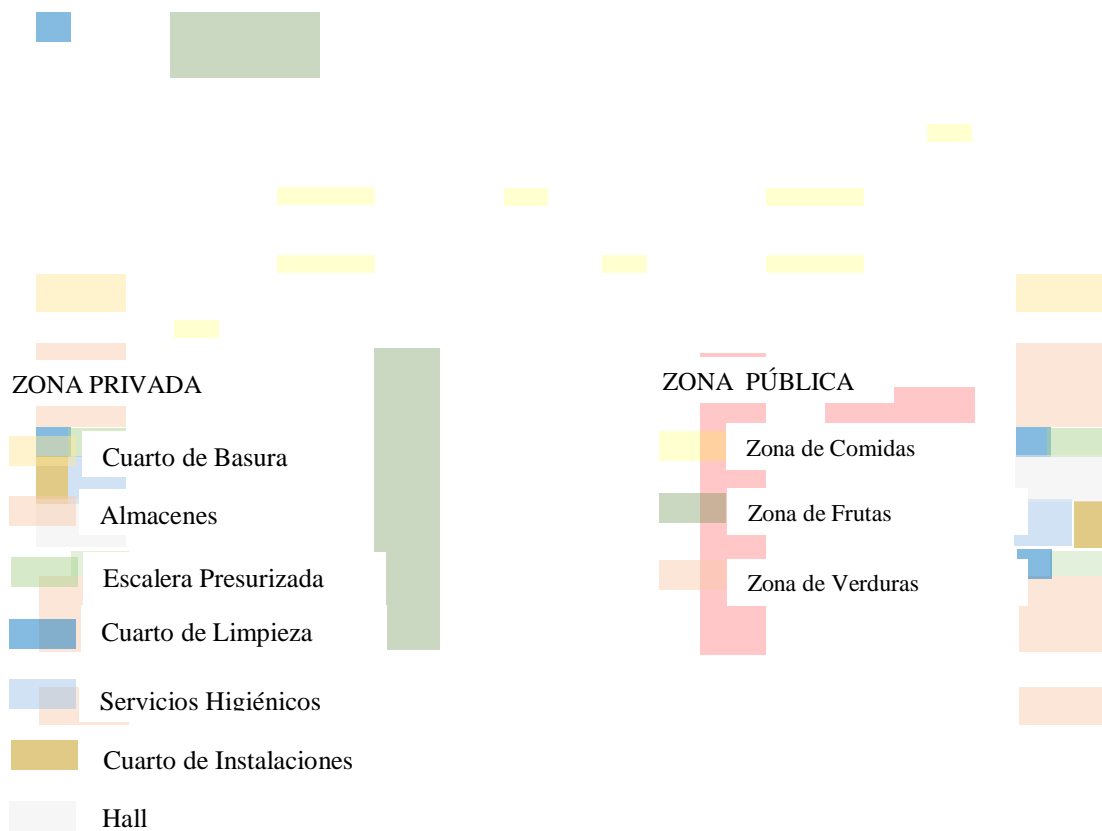 ZONA PRIVADA
Cuarto de Basura
Almacenes
Escalera Presurizada
Cuarto de Limpieza
Servicios Higiénicos
Cuarto de Instalaciones
Hall
ZONA PÚBLICA
Zona de Comidas
Zona de Frutas
Zona de Verduras